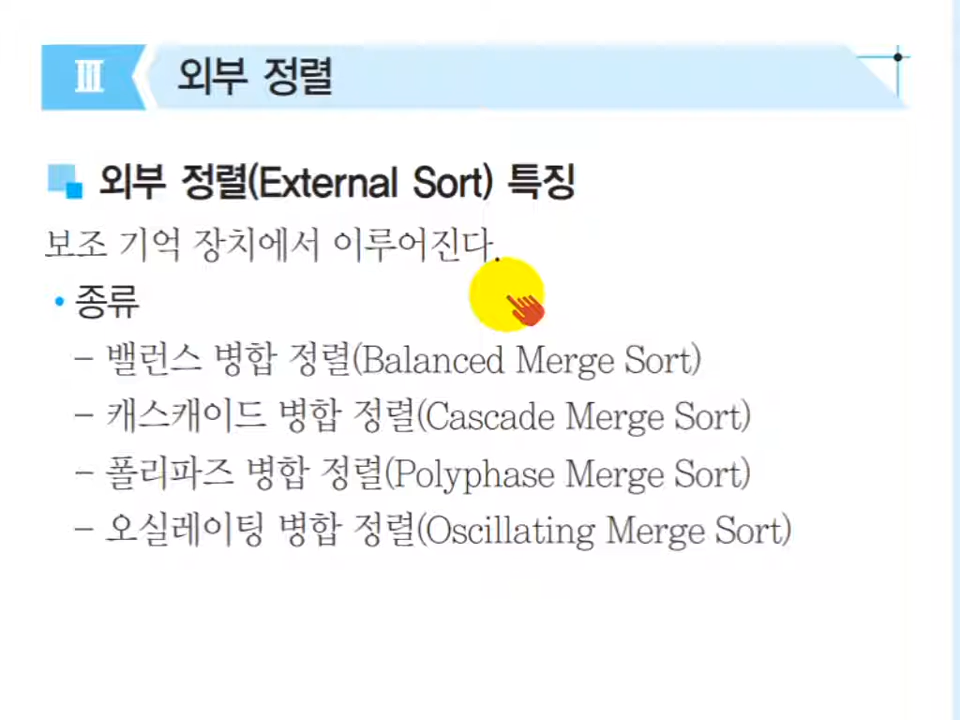 Ⅲ 외부 정렬
외부 정렬(External Sort) 특징
보조 기억 장치에서 이루어진다.
• 종류
– 밸런스 병합 정렬(Balanced Merge Sort)
– 캐스캐이드 병합 정렬(Cascade Merge Sort)
– 폴리파즈 병합 정렬(Polyphase Merge Sort)
– 오실레이팅 병합 정렬(Oscillating Merge Sort)